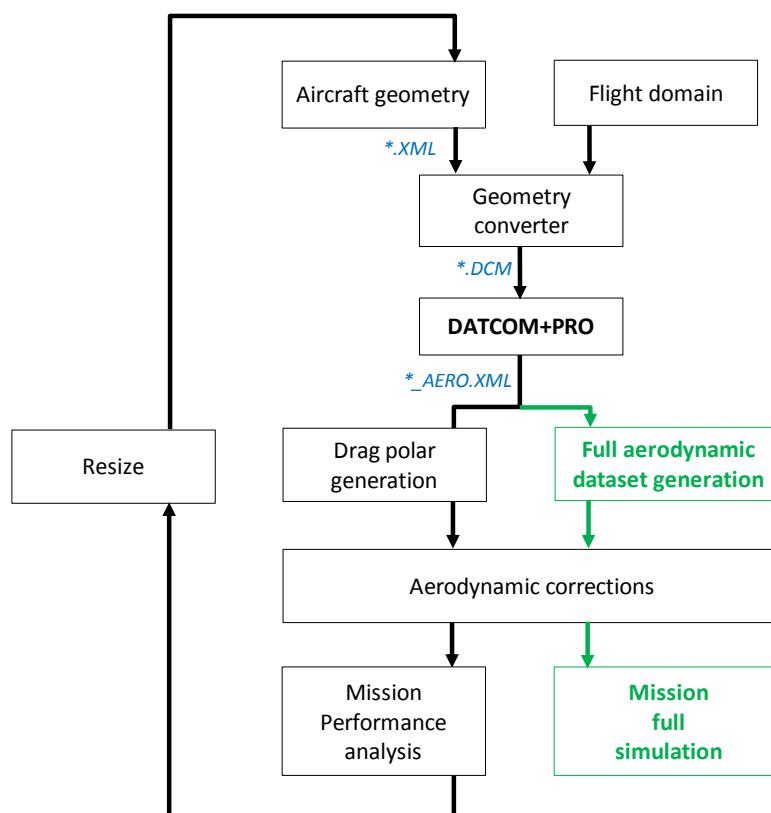 Aircraft geometry
Flight domain
*.XML
Geometry
converter
*.DCM
DATCOM+PRO
*_AERO.XML
Resize
Drag polar
generation
Full aerodynamic
dataset generation
Aerodynamic corrections
Mission
Performance
analysis
Mission
full
simulation